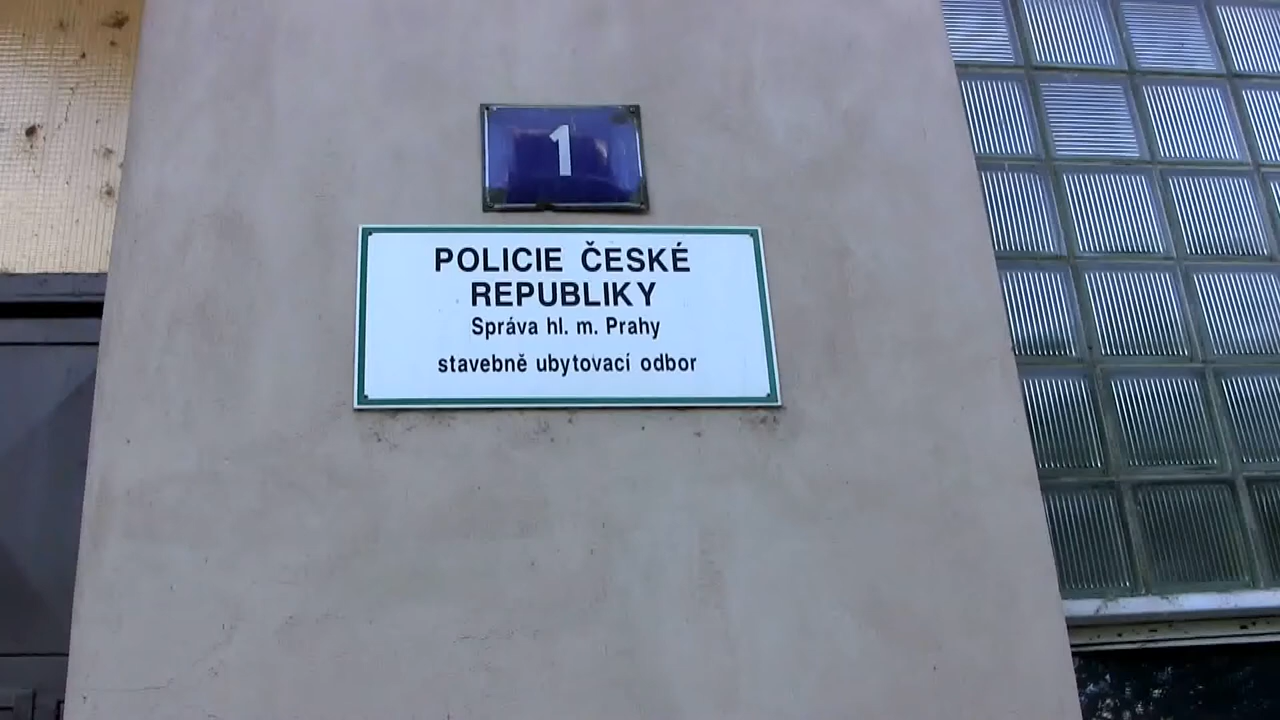 1
POLICIE ČESKÉ
REPUBLIKY
Správa hl. m. Prahy
stavebně ubytovací odbor